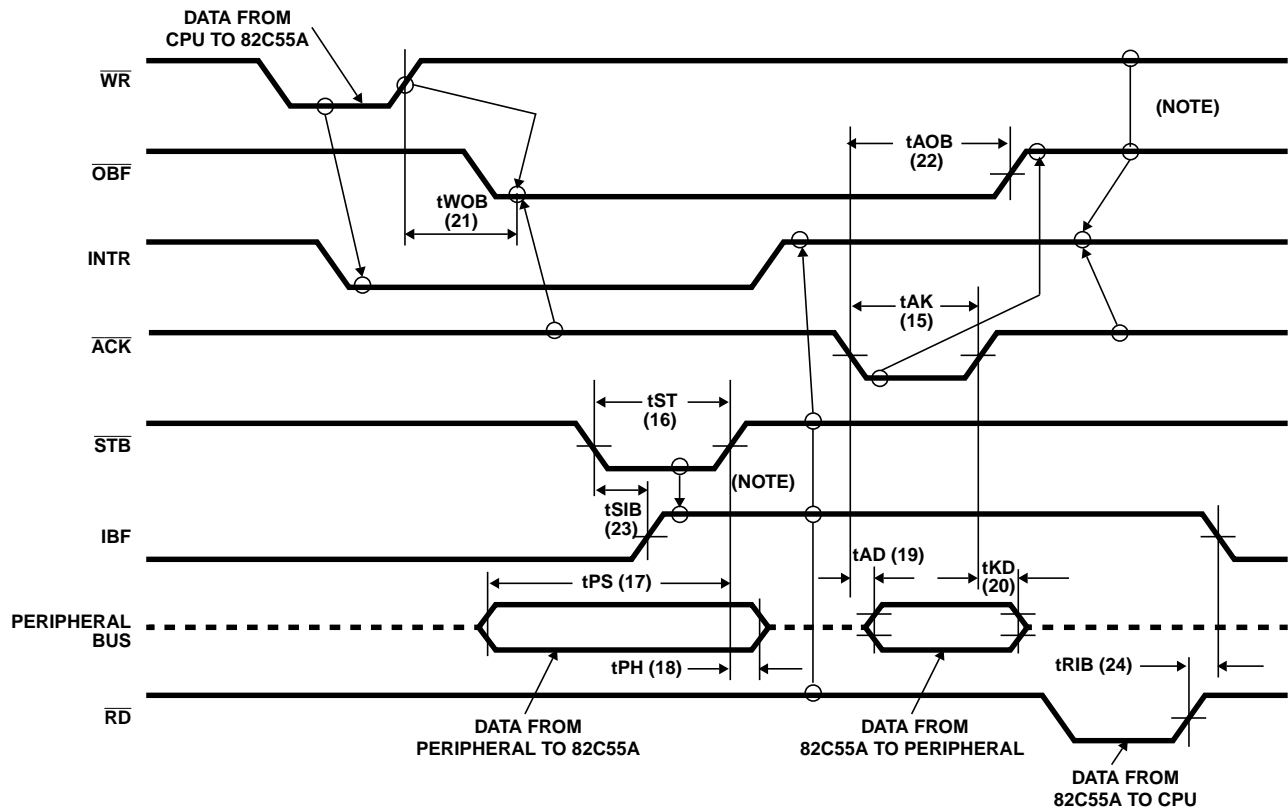 DATA FROM
CPU TO 82C55A
WR
(NOTE)
tAOB
(22)
OBF
tWOB
(21)
INTR
tAK
(15)
ACK
tST
(16)
STB
(NOTE)
tSIB
(23)
IBF
tAD (19)
tKD
(20)
tPS (17)
PERIPHERAL
BUS
tPH (18)
tRIB (24)
RD
DATA FROM
PERIPHERAL TO 82C55A
DATA FROM
82C55A TO PERIPHERAL
DATA FROM
82C55A TO CPU